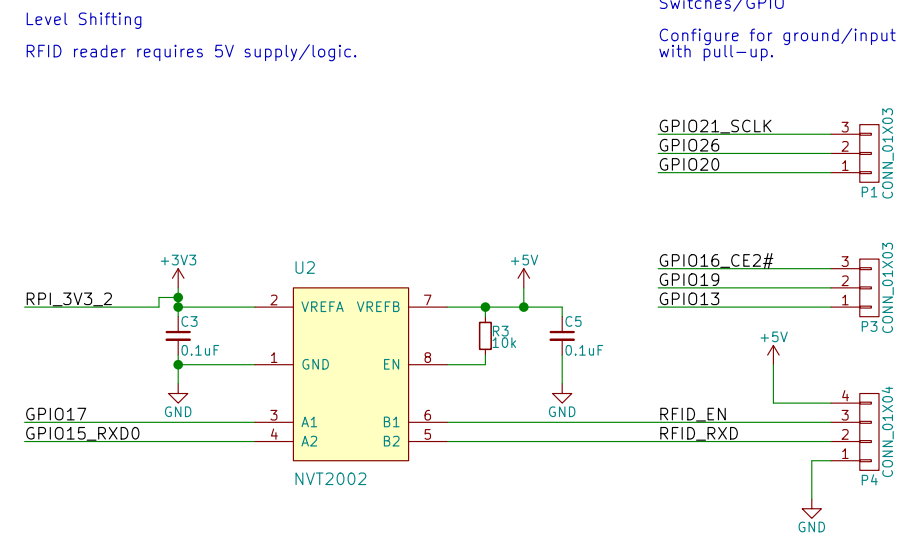 Level Shifting
RFID reader requires 5V supply/logic.
Switches/GPIO
Configure for ground/input
with pull-up.
GPIO21_SCLK 3
GPIO26 2
GPIO20 1
CONN_01X03
P1
GPIO16_CE2# 3
GPIO19 2
GPIO13 1
CONN_01X03
P3
+3V3
U2
+5V
RPI_3V3_2
2 VREFA VREFB 7
C3
0.1uF
R3
10k
C5
0.1uF
1 GND EN 8
GND
GND
GPIO17 3 A1 B1 6
GPIO15_RXD0 4 A2 B2 5
NVT2002
+5V
4
RFID_EN 3
RFID_RXD 2
1
CONN_01X04
P4
GND